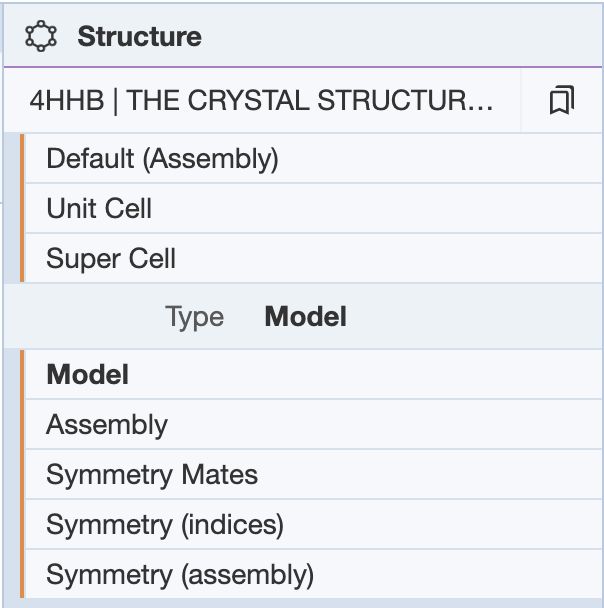 Structure
4HHB | THE CRYSTAL STRUCTUR...
Default (Assembly)
Unit Cell
Super Cell
Type Model
Model
Assembly
Symmetry Mates
Symmetry (indices)
Symmetry (assembly)